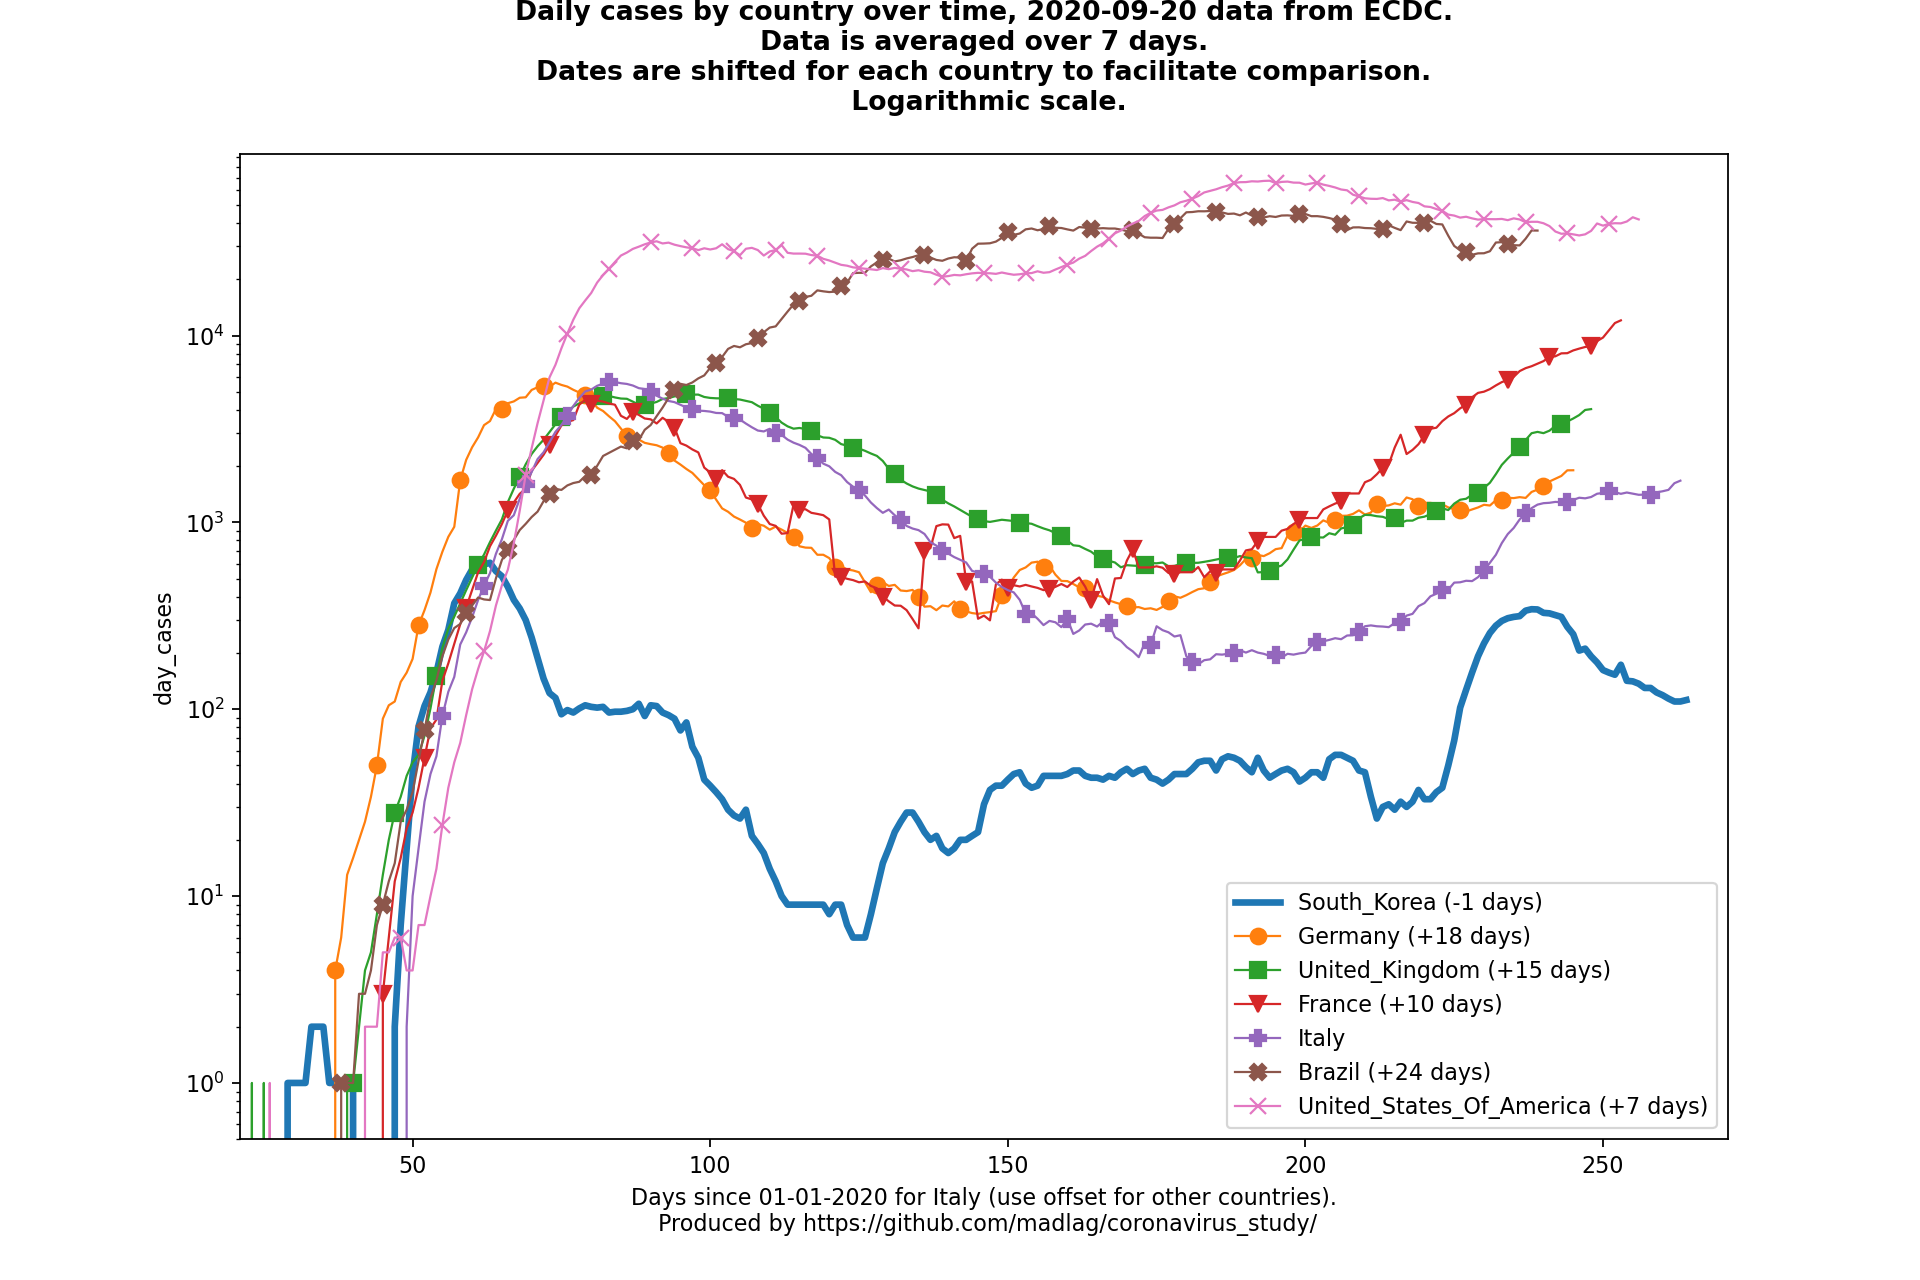 Daily cases by country over time, 2020-09-20 data from ECDC.
Data is averaged over 7 days.
Dates are shifted for each country to facilitate comparison.
Logarithmic scale.
day_cases
10^4
10^3
10^2
10^1
10^0
South_Korea (-1 days)
Germany (+18 days)
United_Kingdom (+15 days)
France (+10 days)
Italy
Brazil (+24 days)
United_States_Of_America (+7 days)
50 100 150 200 250
Days since 01-01-2020 for Italy (use offset for other countries).
Produced by https://github.com/madlag/coronavirus_study/